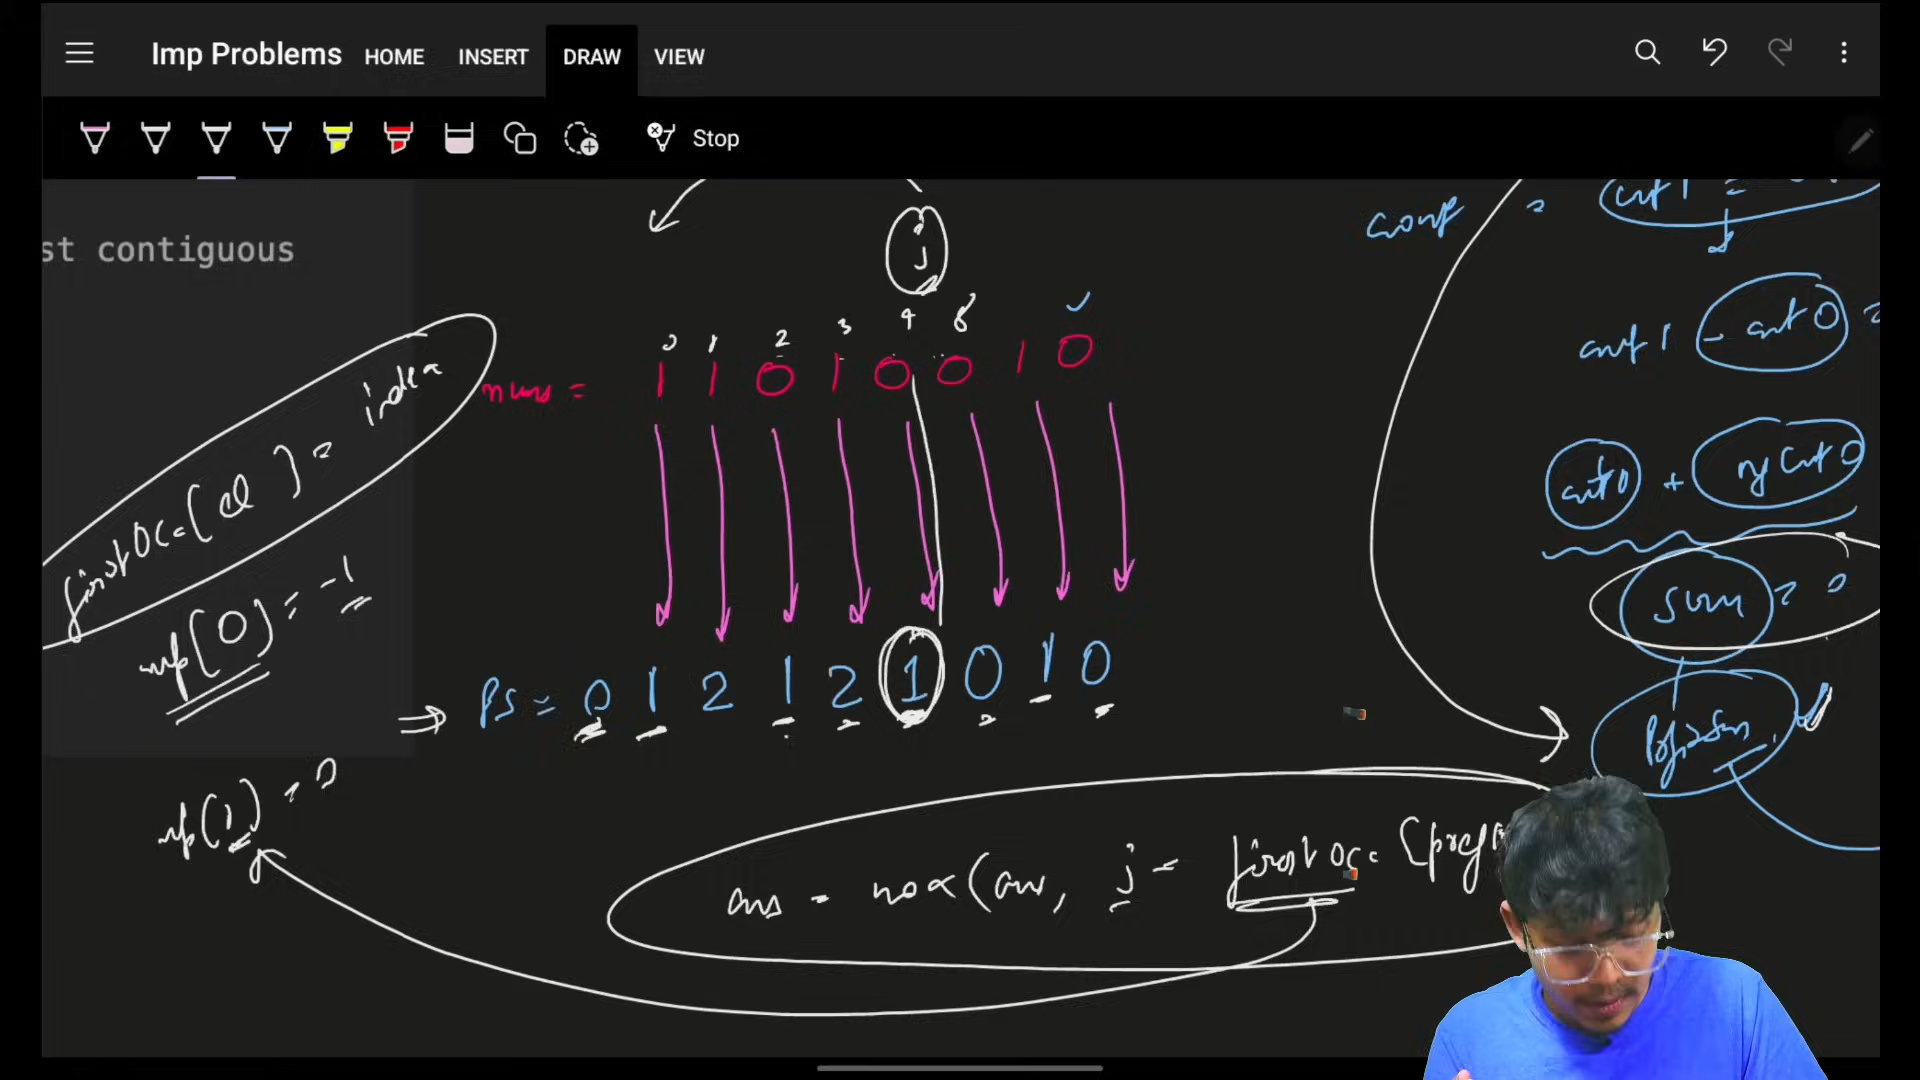 Imp Problems HOME INSERT DRAW VIEW
Stop
st contiguous
j
0 1 2 3 4 5
nums = 1 1 0 1 0 0 1 0
firstOcc[el] = index
mp[0] = -1
PS = 0 1 2 1 2 1 0 1 0
mp(1) = 0
ans = max(ans, j - firstOcc [pref
cnt1 =
cnt1 - cnt0 =
cnt0 + cnt0
sum = 0